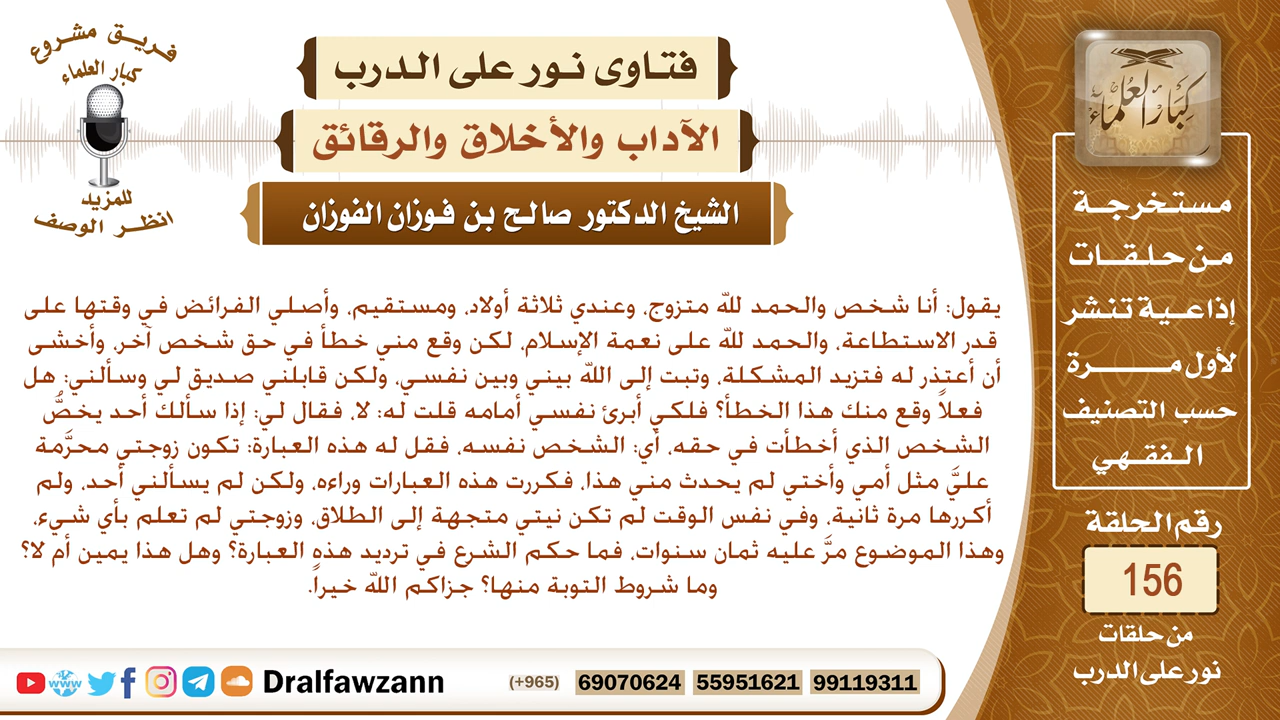 فريق مشروع
كبار العلماء
للمزيد
انظر الوصف
فتاوى نور على الدرب
الآداب والأخلاق والرقائق
الشيخ الدكتور صالح بن فوزان الفوزان
يقول: أنا شخص والحمد لله متزوج، وعندي ثلاثة أولاد، ومستقيم، وأصلي الفرائض في وقتها على
قدر الاستطاعة، والحمد لله على نعمة الإسلام، لكن وقع مني خطأ في حق شخص آخر، وأخشى
أن أعتذر له فتزيد المشكلة، وتبت إلى الله بيني وبين نفسي، ولكن قابلني صديق لي وسألني: هل
فعلاً وقع منك هذا الخطأ؟ فلكي أبرئ نفسي أمامه قلت له: لا، فقال لي: إذا سألك أحد يخصُّ
الشخص الذي أخطأت في حقه، أي: الشخص نفسه، فقل له هذه العبارة: تكون زوجتي محرَّمة
عليَّ مثل أمي وأختي لم يحدث مني هذا، فكررت هذه العبارات وراءه، ولكن لم يسألني أحد، ولم
أكررها مرة ثانية، وفي نفس الوقت لم تكن نيتي متجهة إلى الطلاق، وزوجتي لم تعلم بأي شيء،
وهذا الموضوع مرَّ عليه ثمان سنوات، فما حكم الشرع في ترديد هذه العبارة؟ وهل هذا يمين أم لا؟
وما شروط التوبة منها؟ جزاكم الله خيراً.
كبار العلماء
مستخرجة
من حلقات
إذاعية تنشر
لأول مرة
حسب التصنيف
الفقهي
رقم الحلقة
156
من حلقات
نور على الدرب
www Dralfawzann (+965) 69070624 55951621 99119311